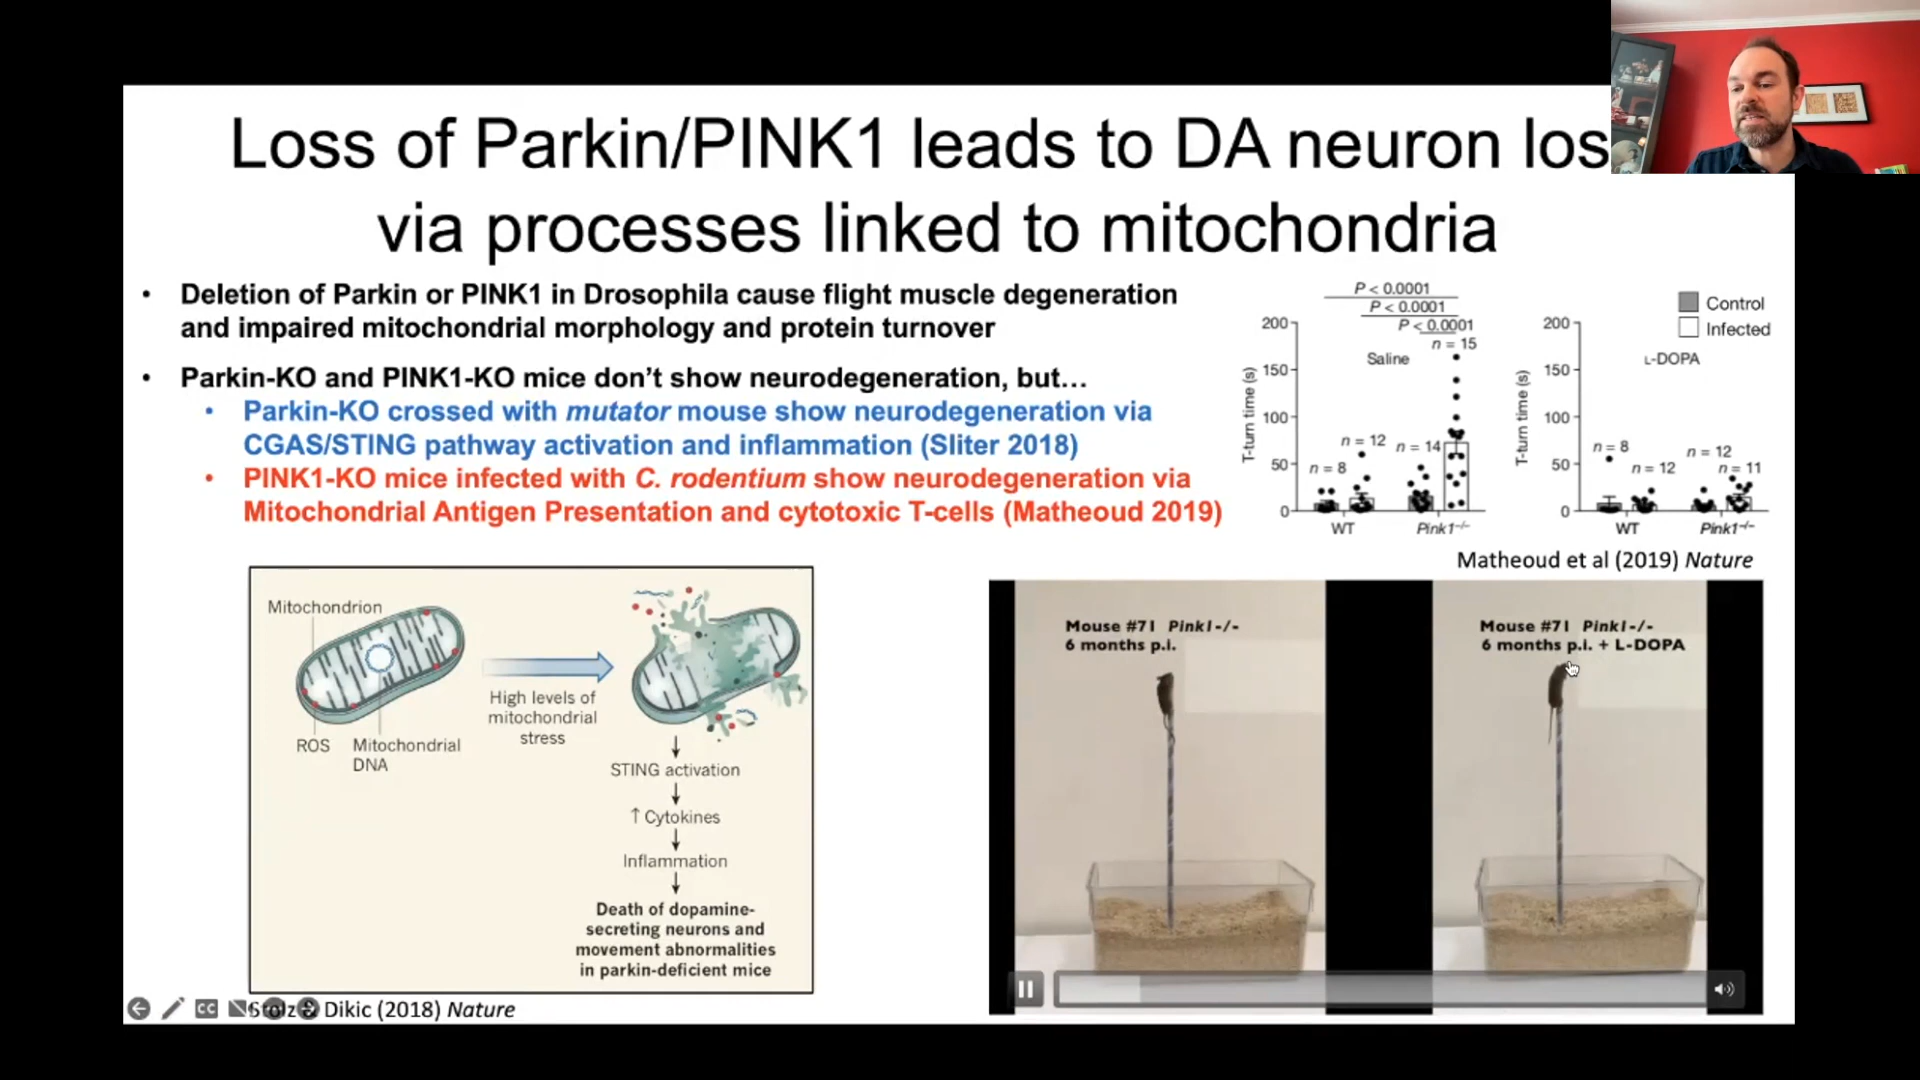 Loss of Parkin/PINK1 leads to DA neuron los
via processes linked to mitochondria
• Deletion of Parkin or PINK1 in Drosophila cause flight muscle degeneration
and impaired mitochondrial morphology and protein turnover
• Parkin-KO and PINK1-KO mice don't show neurodegeneration, but…
• Parkin-KO crossed with mutator mouse show neurodegeneration via
CGAS/STING pathway activation and inflammation (Sliter 2018)
• PINK1-KO mice infected with C. rodentium show neurodegeneration via
Mitochondrial Antigen Presentation and cytotoxic T-cells (Matheoud 2019)
P < 0.0001
P < 0.0001
P < 0.0001
n = 15
Saline
T-turn time (s)
200
150
100
50
0
n = 8
n = 12
n = 14
WT
Pink1-/-
Control
Infected
L-DOPA
T-turn time (s)
200
150
100
50
0
n = 8
n = 12
n = 12
n = 11
WT
Pink1-/-
Matheoud et al (2019) Nature
Mitochondrion
ROS
Mitochondrial
DNA
High levels of
mitochondrial
stress
STING activation
↑ Cytokines
Inflammation
Death of dopamine-
secreting neurons and
movement abnormalities
in parkin-deficient mice
CC
Stolz & Dikic (2018) Nature
Mouse #71 Pink1-/-
6 months p.i.
Mouse #71 Pink1-/-
6 months p.i. + L-DOPA